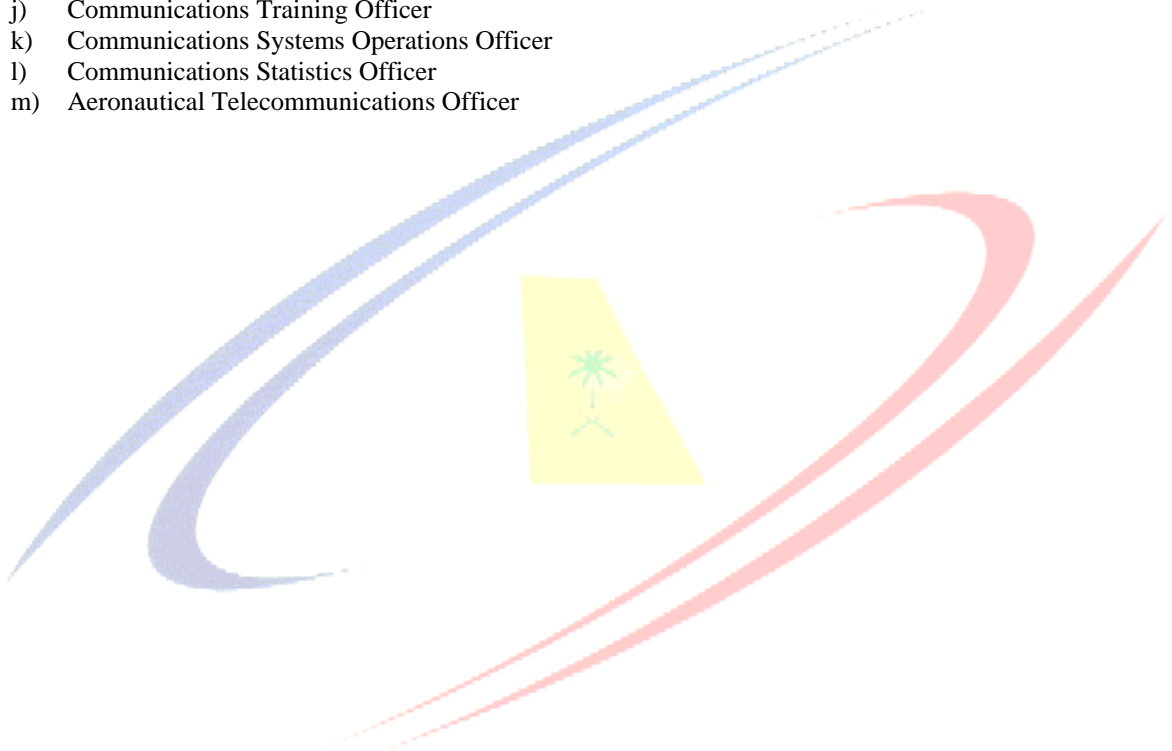 j) Communications Training Officer
k) Communications Systems Operations Officer
l) Communications Statistics Officer
m) Aeronautical Telecommunications Officer